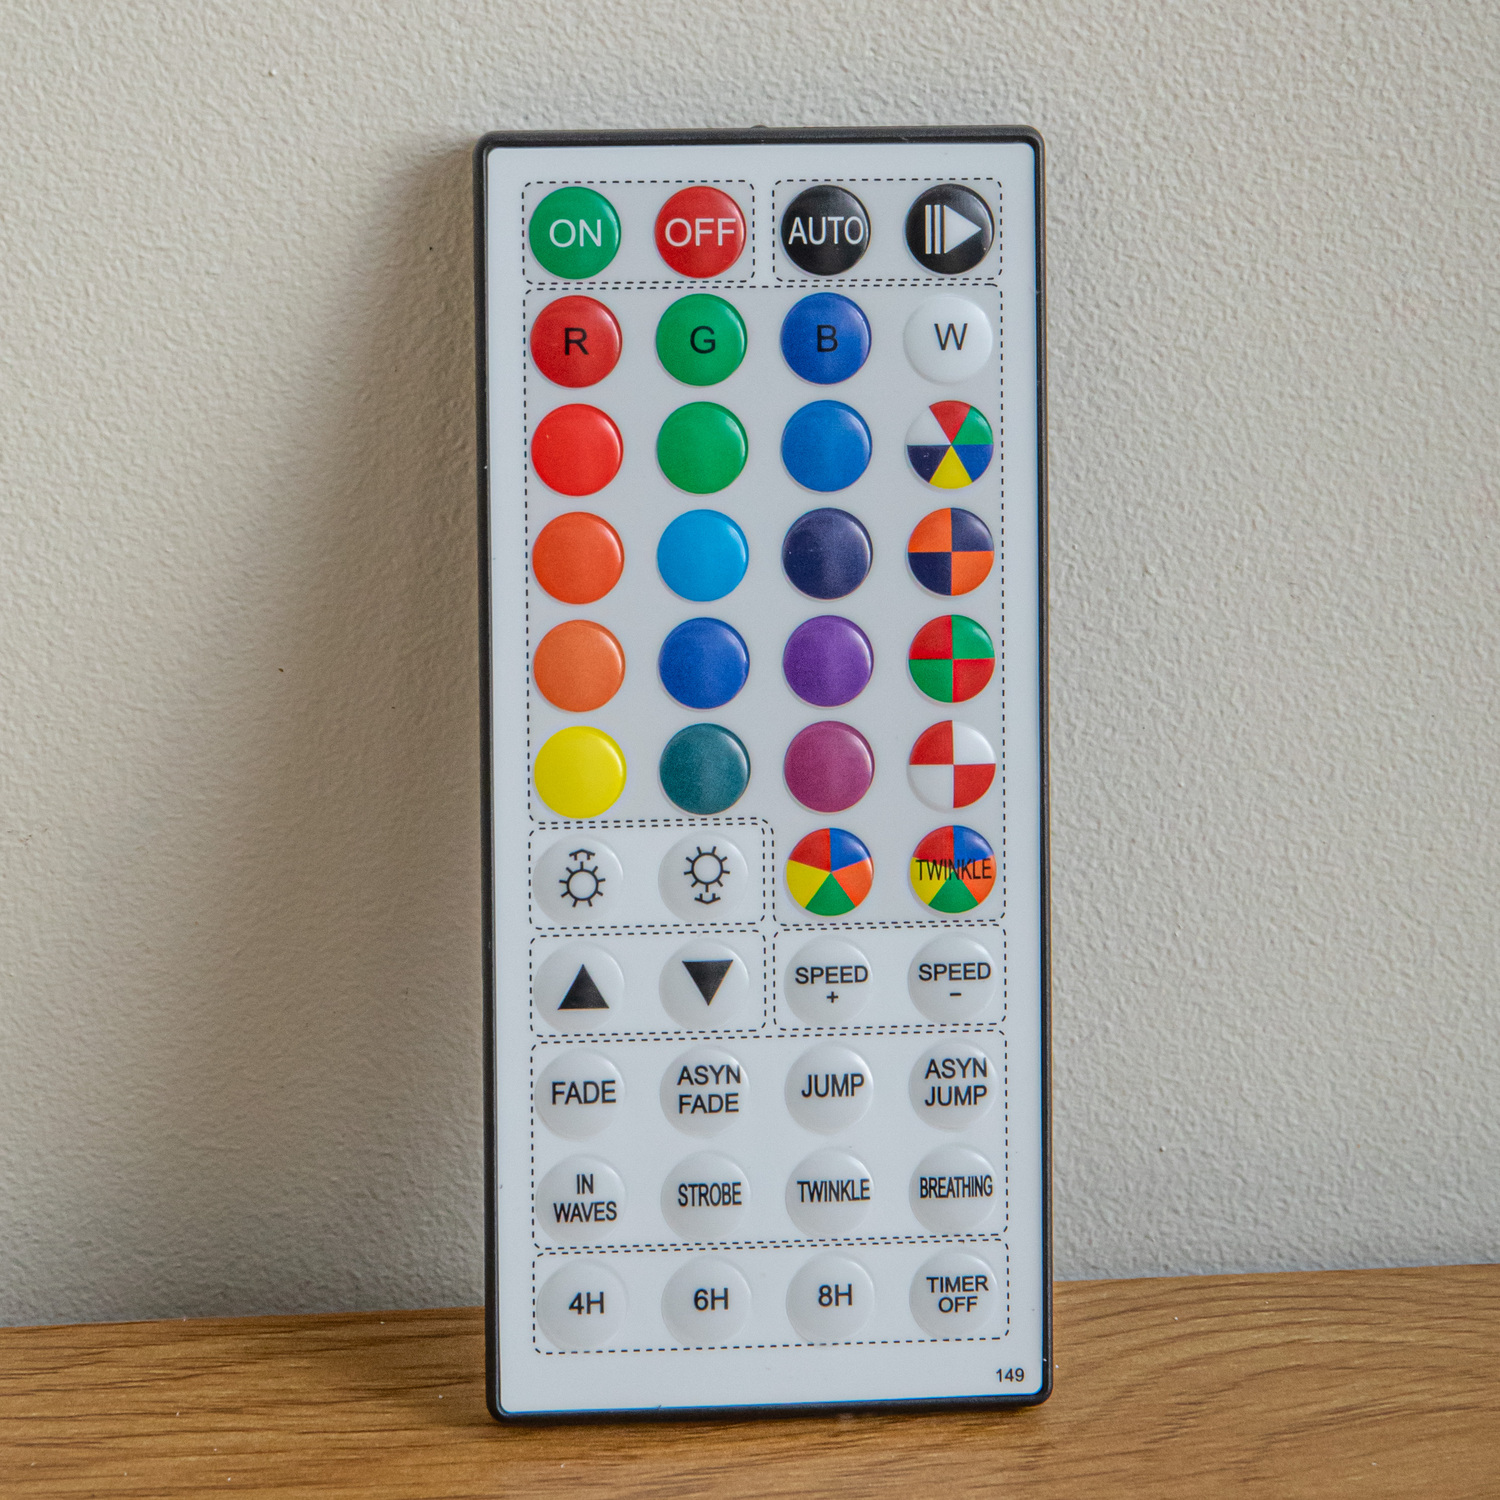 ON OFF AUTO
R G B W
TWINKLE
SPEED + SPEED -
FADE ASYN FADE JUMP ASYN JUMP
IN WAVES STROBE TWINKLE BREATHING
4H 6H 8H TIMER OFF
149